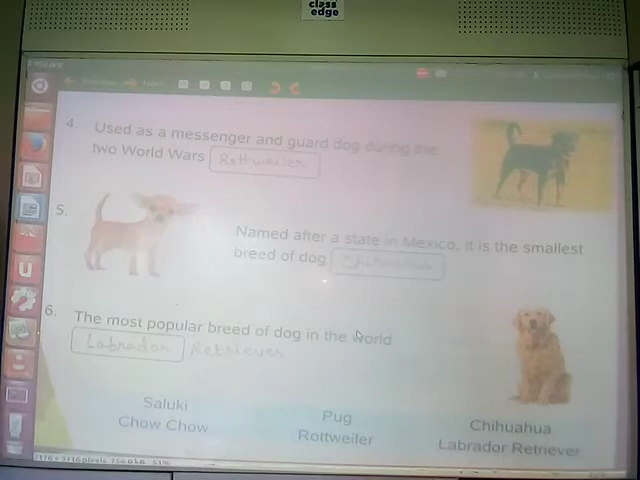 class
edge
4. Used as a messenger and guard dog during the
two World Wars Rottweiler
5. Named after a state in Mexico, it is the smallest
breed of dog Chihuahua
6. The most popular breed of dog in the world
Labrador Retriever
Saluki Pug Chihuahua
Chow Chow Rottweiler Labrador Retriever